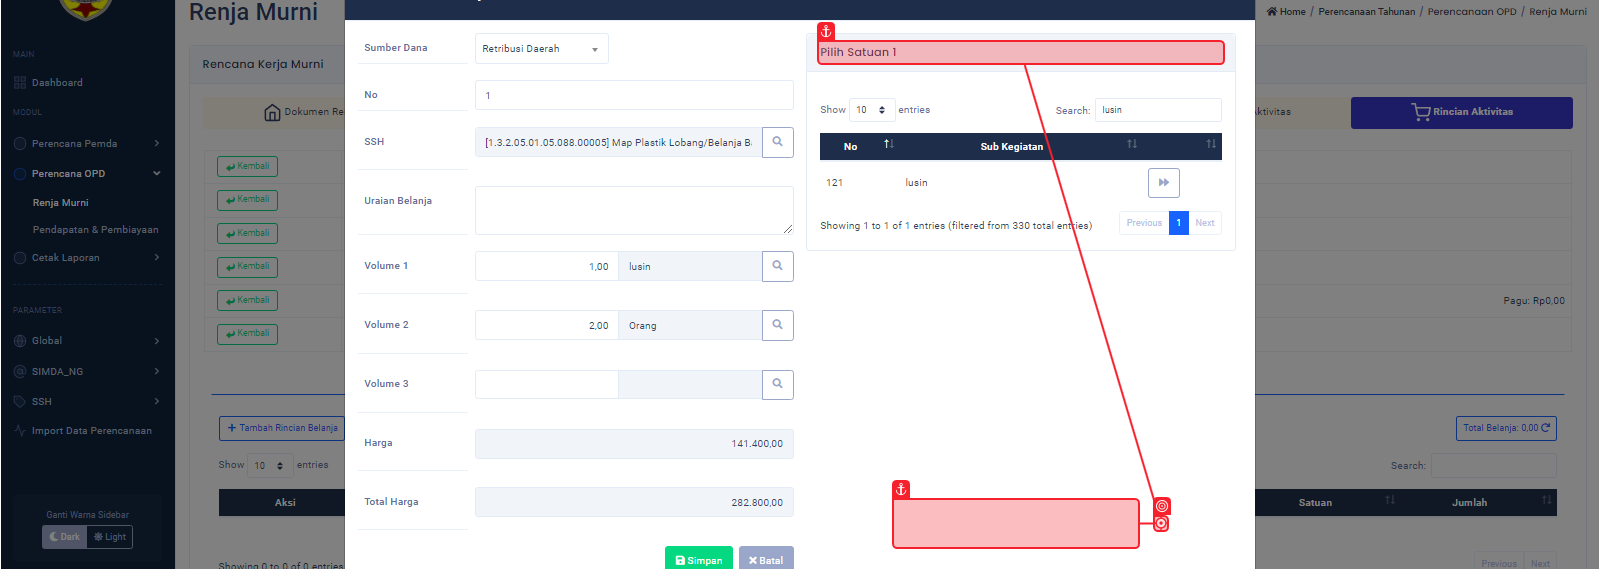 Renja Murni
Home / Perencanaan Tahunan / Perencanaan OPD / Renja Murni
MAIN
Dashboard
MODUL
Perencana Pemda
Perencana OPD
Renja Murni
Pendapatan & Pembiayaan
Cetak Laporan
PARAMETER
Global
SIMDA_NG
SSH
Import Data Perencanaan
Ganti Warna Sidebar
Dark
Light
Rencana Kerja Murni
Dokumen Re
Aktivitas
Rincian Aktivitas
Kembali
Kembali
Kembali
Kembali
Kembali
Kembali
Pagu: Rp0,00
+ Tambah Rincian Belanja
Total Belanja: 0,00
Show 10 entries
Search:
Aksi
Satuan
Jumlah
Showing 0 to 0 of 0 entries
Previous
Next
Sumber Dana
Retribusi Daerah
No
1
SSH
[1.3.2.05.01.05.088.00005] Map Plastik Lobang/Belanja B
Uraian Belanja
Volume 1
1,00
lusin
Volume 2
2,00
Orang
Volume 3
Harga
141.400,00
Total Harga
282.800,00
Simpan
Batal
Pilih Satuan 1
Show 10 entries
Search: lusin
No
Sub Kegiatan
121
lusin
Showing 1 to 1 of 1 entries (filtered from 330 total entries)
Previous
1
Next